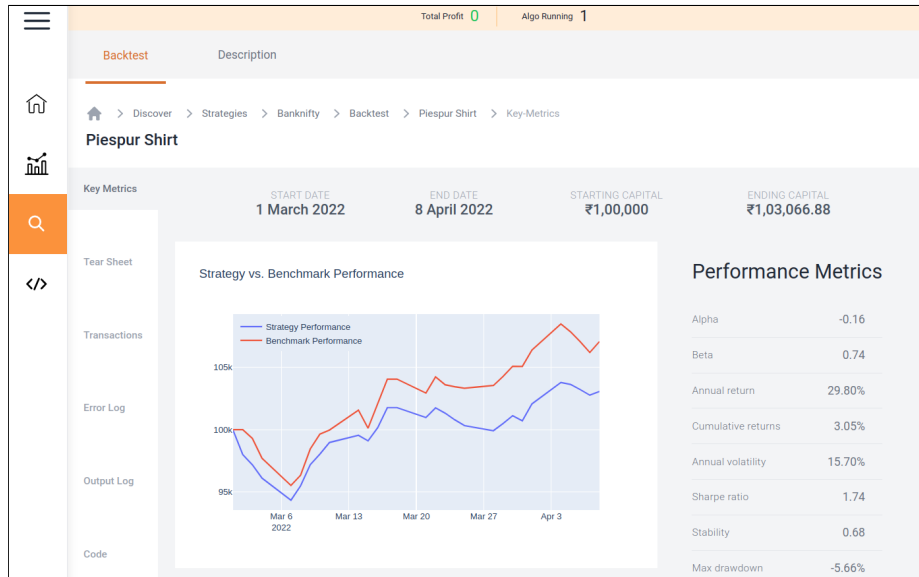 Total Profit 0 Algo Running 1
Backtest Description
> Discover > Strategies > Banknifty > Backtest > Piespur Shirt > Key-Metrics
Piespur Shirt
Key Metrics
Tear Sheet
Transactions
Error Log
Output Log
Code
START DATE
1 March 2022
END DATE
8 April 2022
STARTING CAPITAL
₹1,00,000
ENDING CAPITAL
₹1,03,066.88
Strategy vs. Benchmark Performance
Strategy Performance
Benchmark Performance
105k
100k
95k
Mar 6
2022
Mar 13
Mar 20
Mar 27
Apr 3
Performance Metrics
Alpha -0.16
Beta 0.74
Annual return 29.80%
Cumulative returns 3.05%
Annual volatility 15.70%
Sharpe ratio 1.74
Stability 0.68
Max drawdown -5.66%